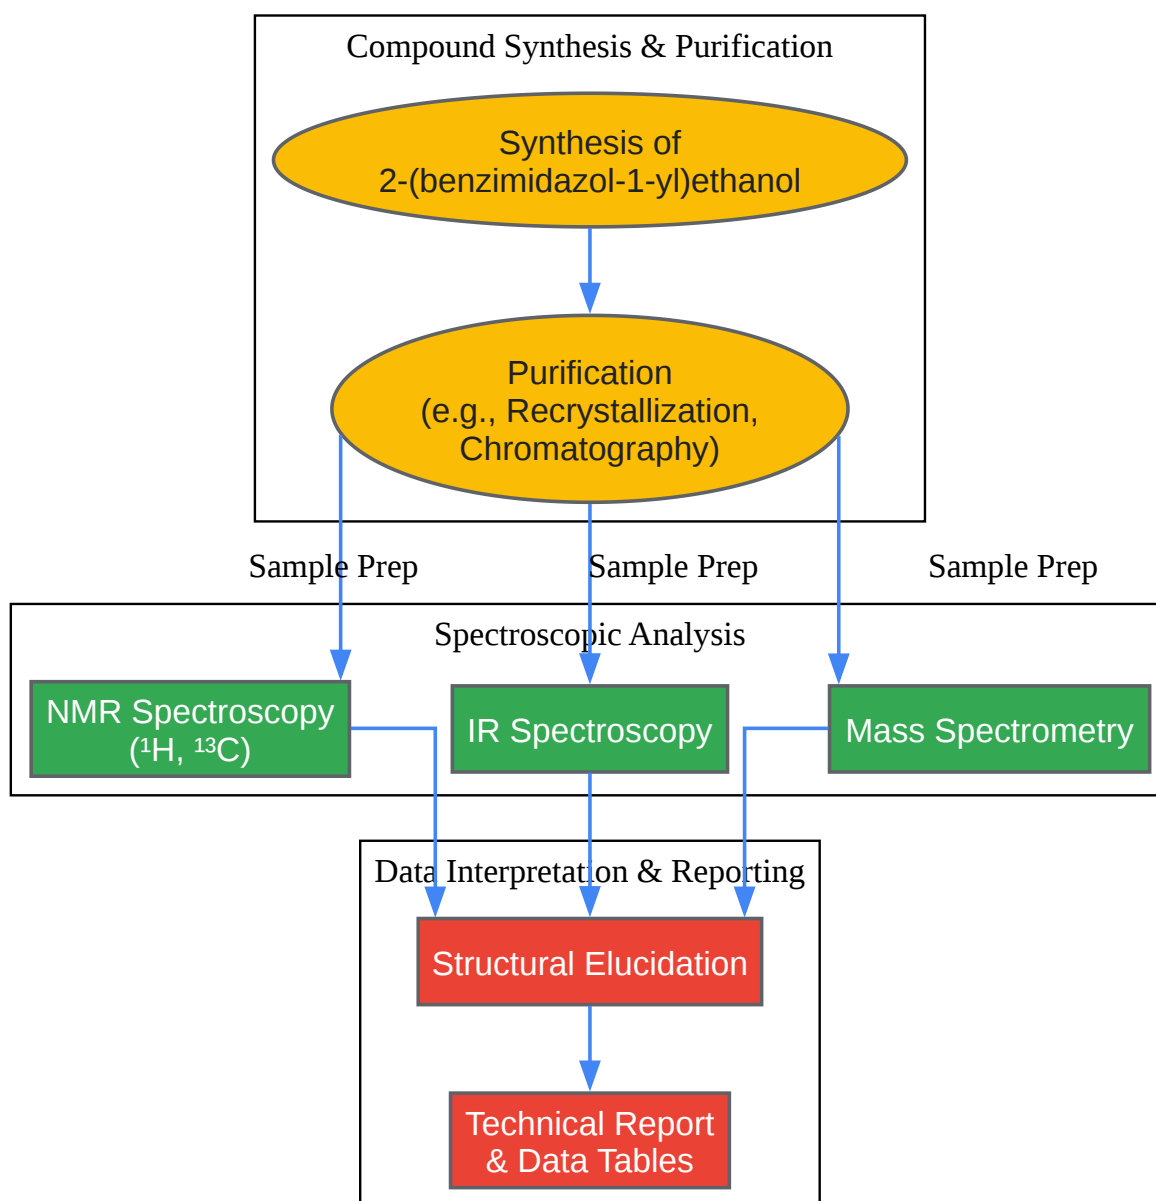 Compound Synthesis & Purification
Synthesis of
2-(benzimidazol-1-yl)ethanol
Purification
(e.g., Recrystallization,
Chromatography)
Sample Prep
Sample Prep
Sample Prep
Spectroscopic Analysis
NMR Spectroscopy
(¹H, ¹³C)
IR Spectroscopy
Mass Spectrometry
Data Interpretation & Reporting
Structural Elucidation
Technical Report
& Data Tables